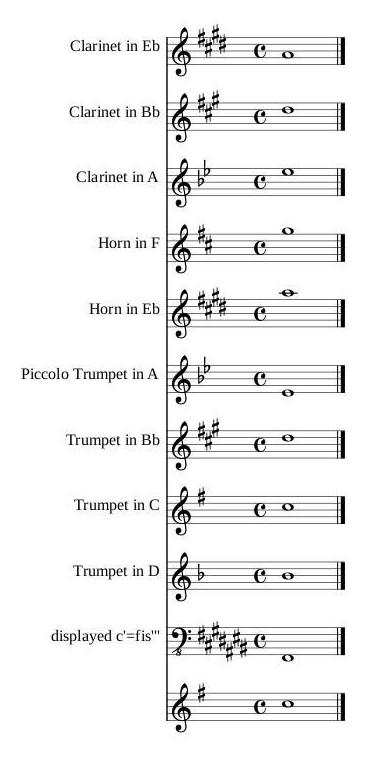 Clarinet in Eb
Clarinet in Bb
Clarinet in A
Horn in F
Horn in Eb
Piccolo Trumpet in A
Trumpet in Bb
Trumpet in C
Trumpet in D
displayed c'=fis'''